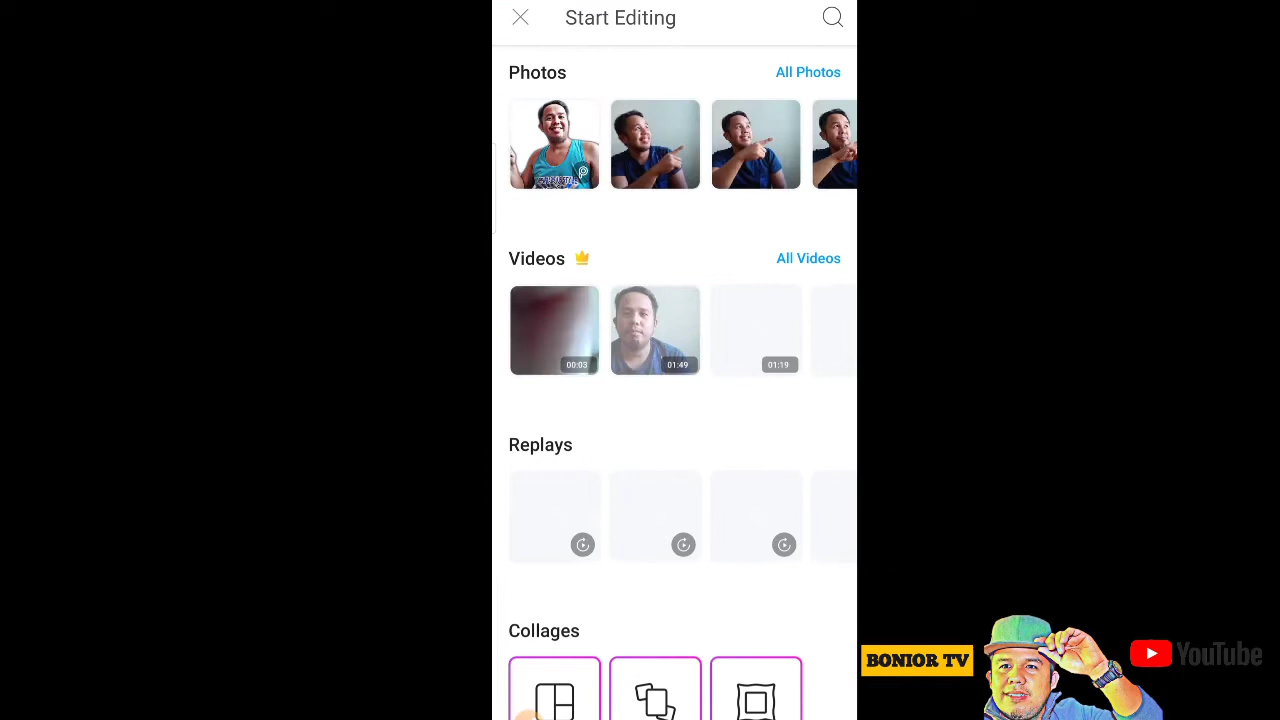 Start Editing
Photos
All Photos
Videos
All Videos
00:03
01:49
01:19
Replays
Collages
BONIOR TV
YouTube